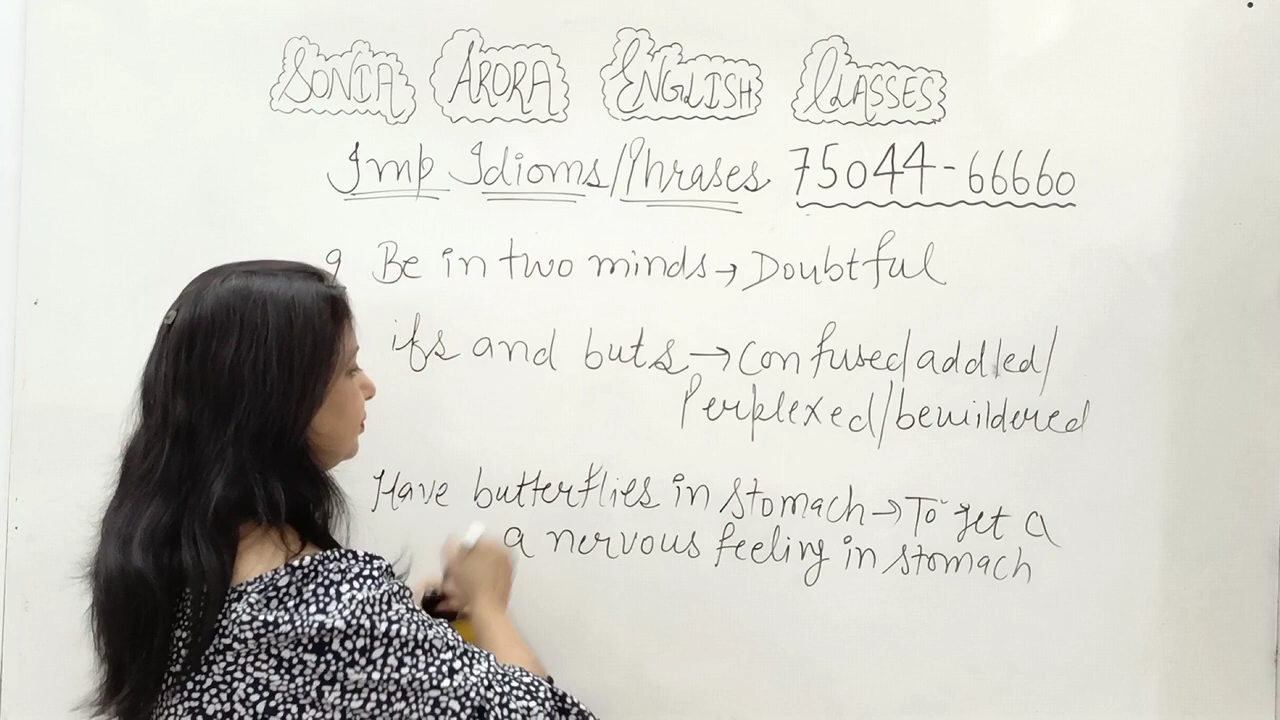 SONIA ARORA ENGLISH CLASSES
Imp Idioms/Phrases 75044-66660
9 Be in two minds→Doubtful
ifs and buts→Confused/addled/
Perplexed/bewildered
Have butterflies in stomach→To get a
a nervous feeling in stomach